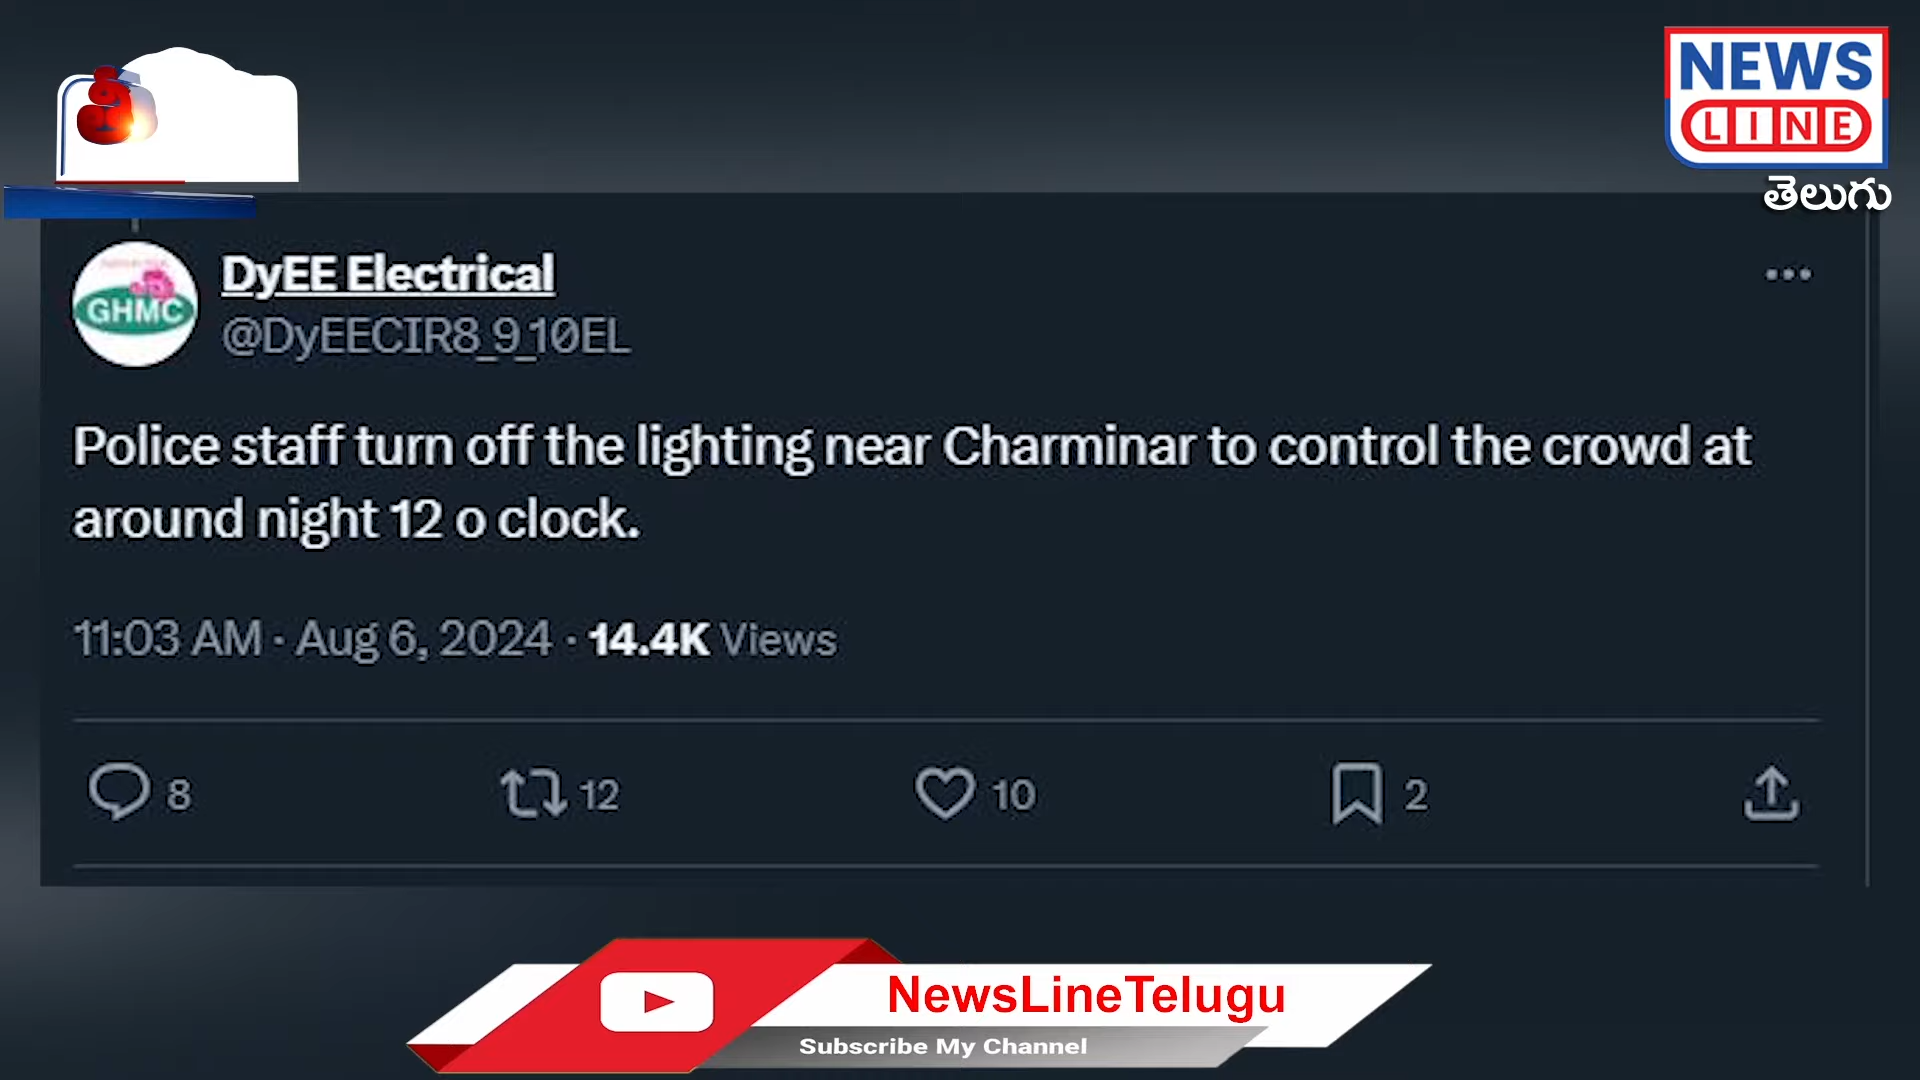 NEWS
LINE
తెలుగు
DyEE Electrical
GHMC
@DyEECIR8_9_10EL
Police staff turn off the lighting near Charminar to control the crowd at
around night 12 o clock.
11:03 AM · Aug 6, 2024 · 14.4K Views
8 12 10 2
NewsLineTelugu
Subscribe My Channel